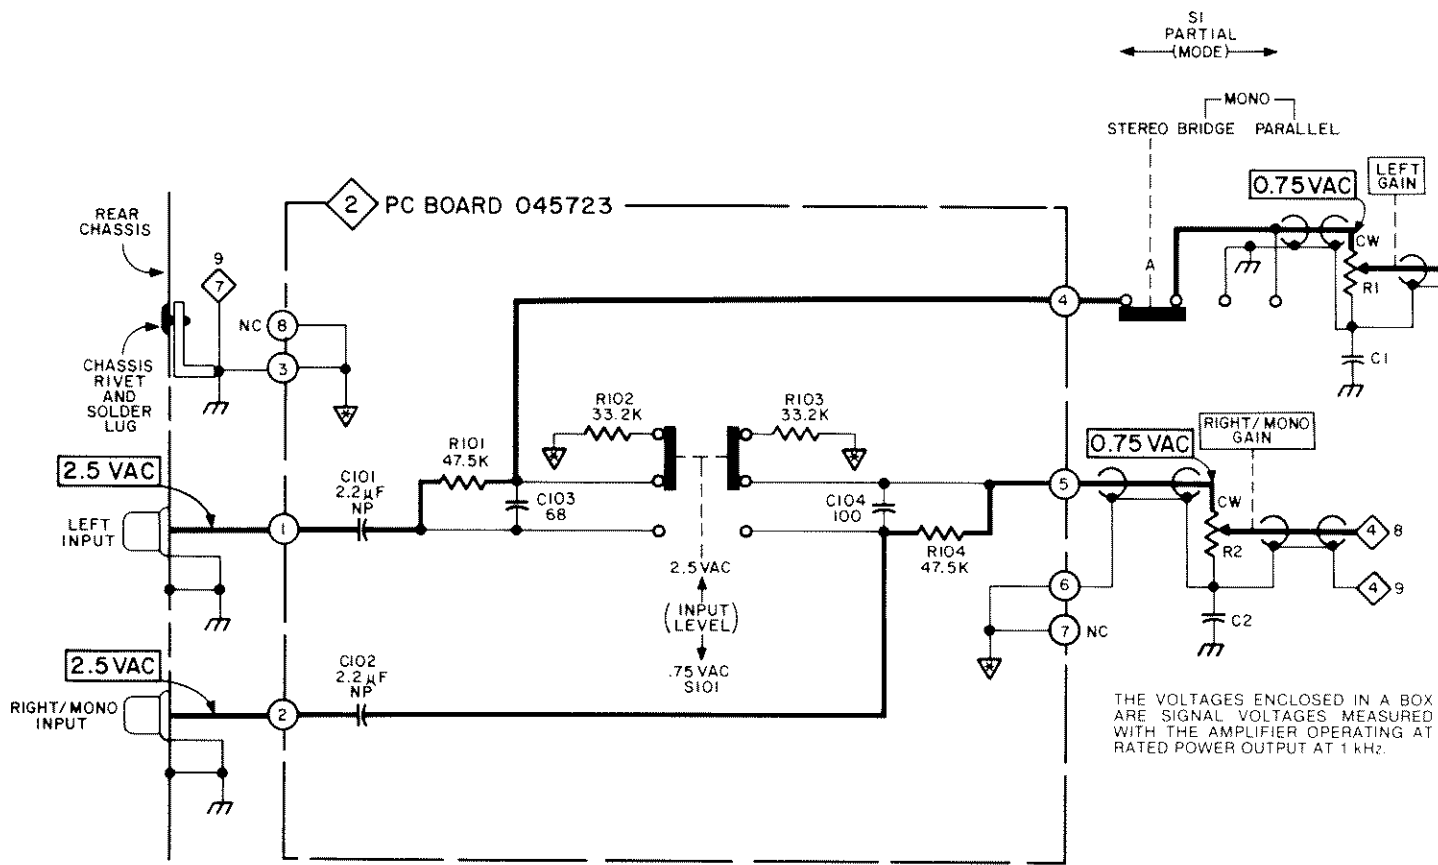 S1
PARTIAL
(MODE)
MONO
STEREO BRIDGE PARALLEL
2 PC BOARD 045723
0.75 VAC
LEFT
GAIN
REAR
CHASSIS
9
7
CW
A
R1
4
NC 8
3
C1
CHASSIS
RIVET
AND
SOLDER
LUG
R102
33.2K
R103
33.2K
R101
47.5K
RIGHT/MONO
GAIN
0.75 VAC
2.5 VAC
C101
2.2µF
NP
5
C103
68
C104
100
CW
LEFT
INPUT
1
R104
47.5K
R2
4 8
2.5 VAC
(INPUT
LEVEL)
.75 VAC
S101
6
4 9
7 NC
C2
2.5 VAC
C102
2.2µF
NP
RIGHT/MONO
INPUT
2
THE VOLTAGES ENCLOSED IN A BOX
ARE SIGNAL VOLTAGES MEASURED
WITH THE AMPLIFIER OPERATING AT
RATED POWER OUTPUT AT 1 kHz.